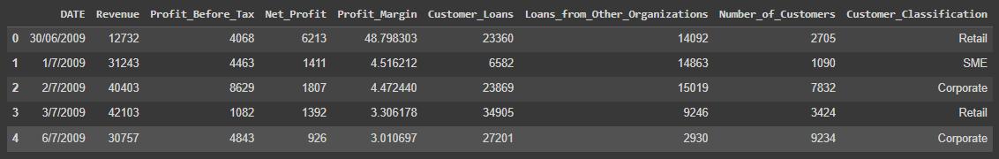 DATE Revenue Profit_Before_Tax Net_Profit Profit_Margin Customer_Loans Loans_from_Other_Organizations Number_of_Customers Customer_Classification
0 30/06/2009 12732 4068 6213 48.798303 23360 14092 2705 Retail
1 1/7/2009 31243 4463 1411 4.516212 6582 14863 1090 SME
2 2/7/2009 40403 8629 1807 4.472440 23869 15019 7832 Corporate
3 3/7/2009 42103 1082 1392 3.306178 34905 9246 3424 Retail
4 6/7/2009 30757 4843 926 3.010697 27201 2930 9234 Corporate